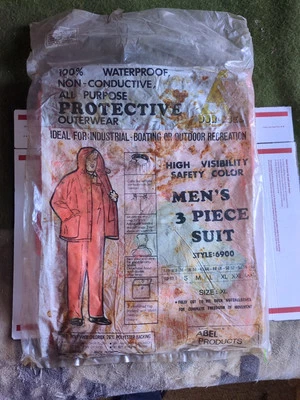 100% WATERPROOF
NON-CONDUCTIVE,
ALL PURPOSE
PROTECTIVE
OUTERWEAR
IDEAL FOR INDUSTRIAL-BOATING OR OUTDOOR RECREATION
HIGH VISIBILITY
SAFETY COLOR
MEN'S
3 PIECE
SUIT
STYLE:6900
S M L XL XXL
SIZE: XL
ABEL
PRODUCTS